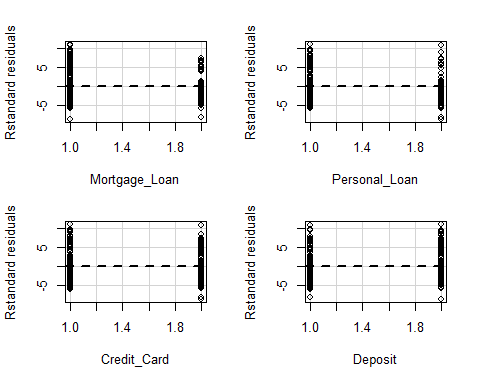 Rstandard residuals
5
-5
1.0 1.4 1.8
Mortgage_Loan
Rstandard residuals
5
-5
1.0 1.4 1.8
Personal_Loan
Rstandard residuals
5
-5
1.0 1.4 1.8
Credit_Card
Rstandard residuals
5
-5
1.0 1.4 1.8
Deposit